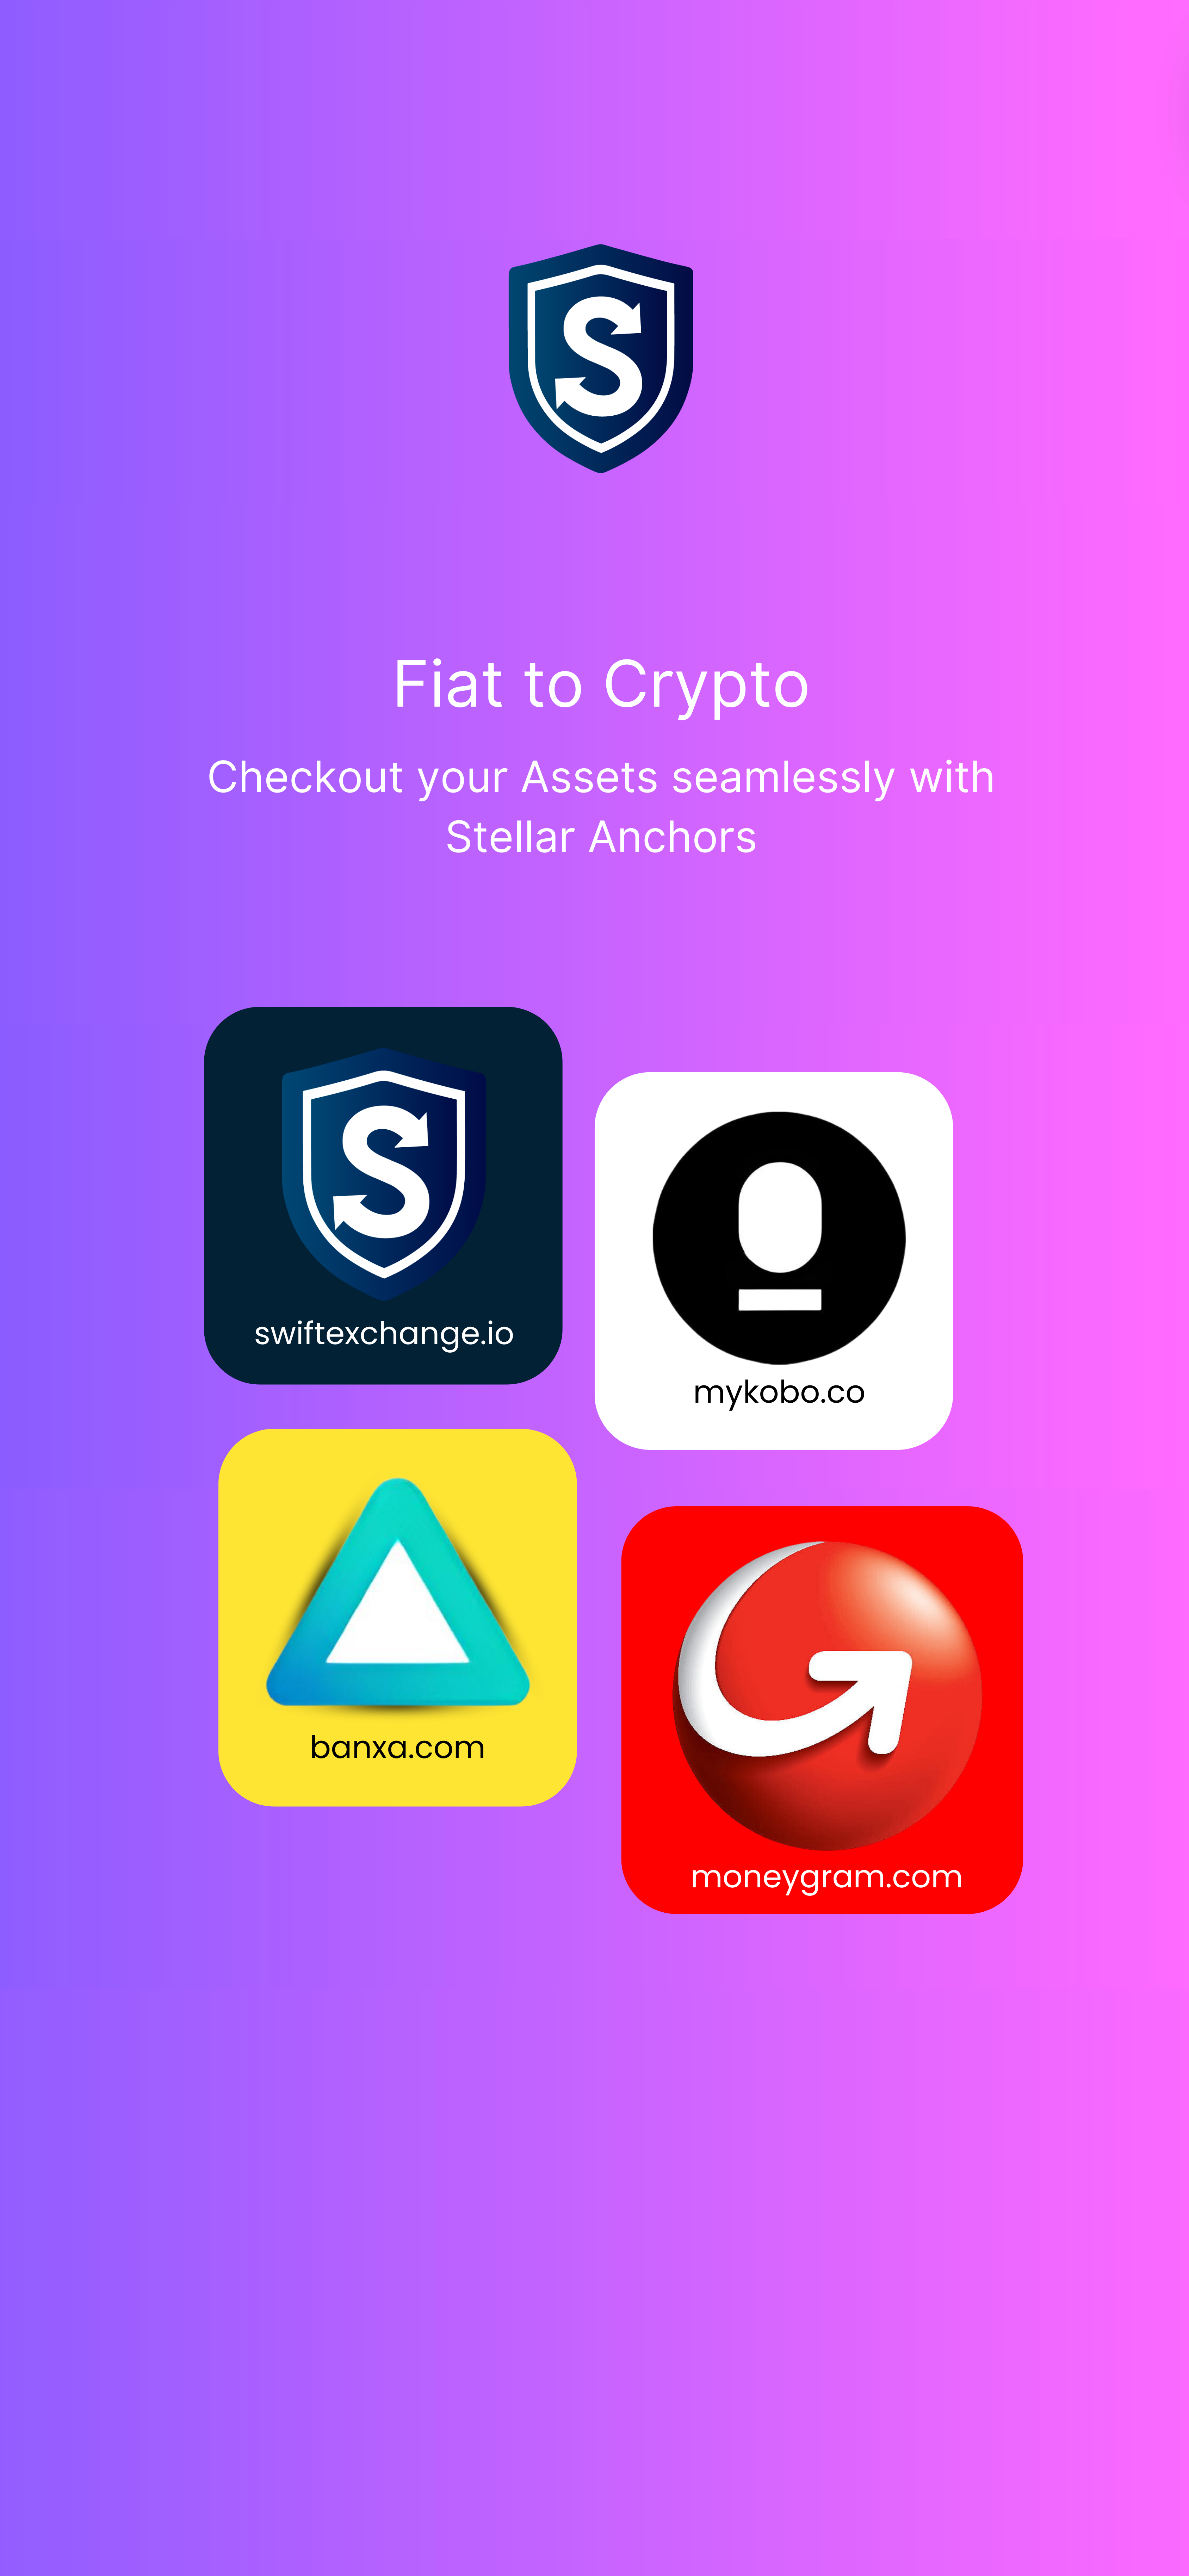 S
Fiat to Crypto
Checkout your Assets seamlessly with
Stellar Anchors
S
swiftexchange.io
mykobo.co
banxa.com
moneygram.com